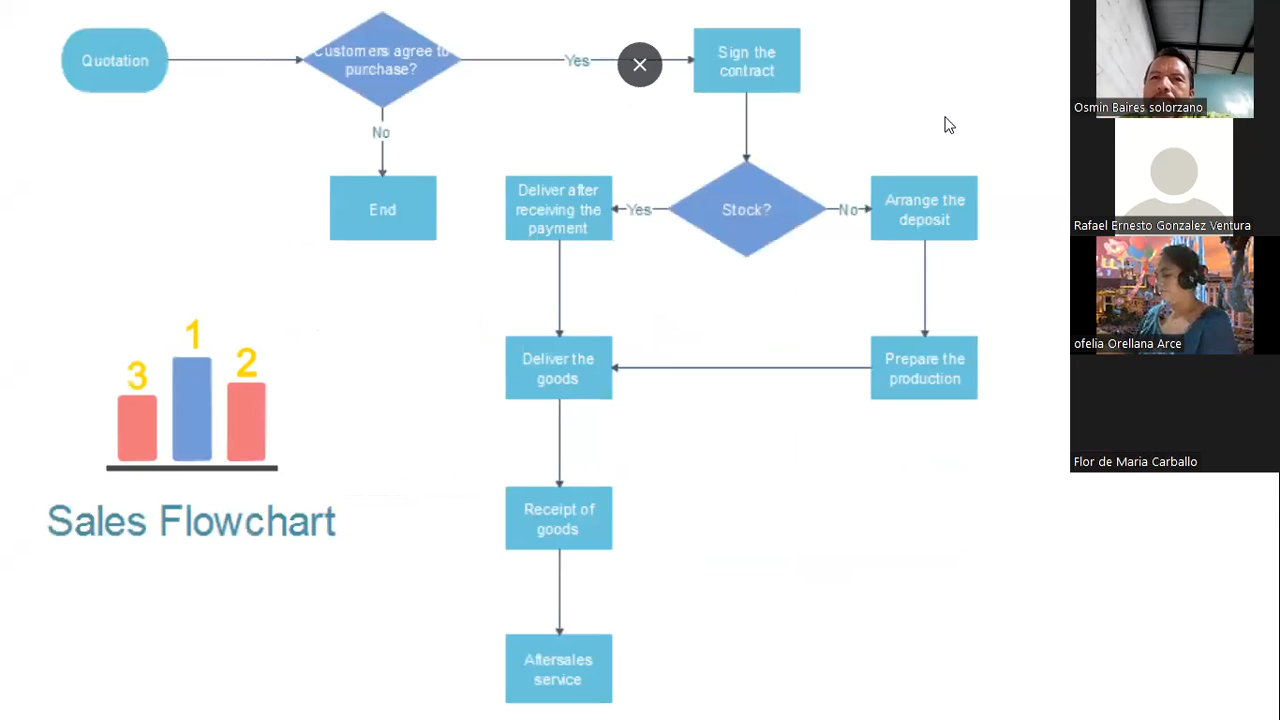 Quotation
Customers agree to
purchase?
Yes
Sign the
contract
No
End
Deliver after
receiving the
payment
Yes
Stock?
No
Arrange the
deposit
Deliver the
goods
Prepare the
production
3
1
2
Sales Flowchart
Receipt of
goods
Aftersales
service
Osmin Baires solorzano
Rafael Ernesto Gonzalez Ventura
ofelia Orellana Arce
Flor de Maria Carballo